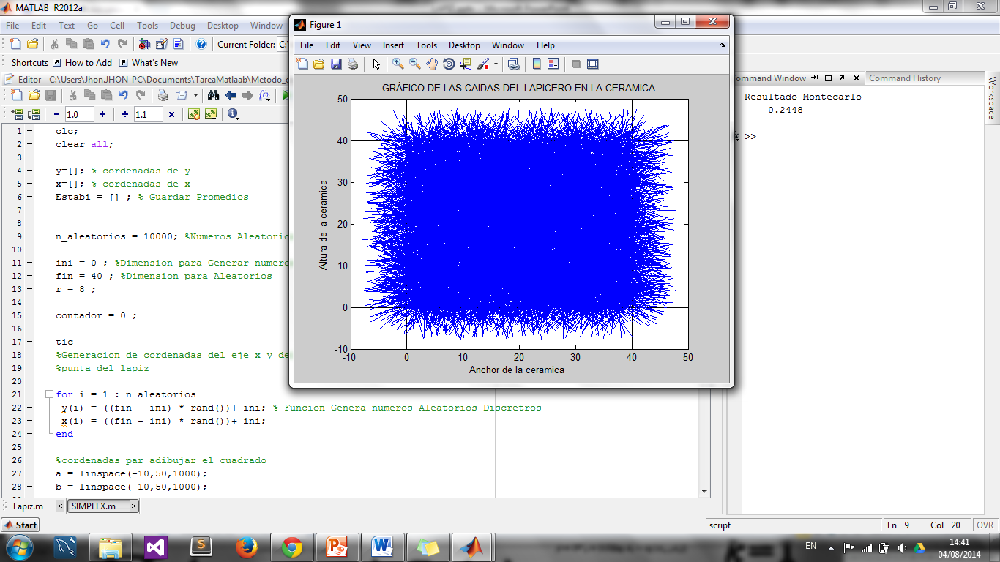 MATLAB R2012a
File Edit Text Go Cell Tools Debug Desktop Window
Current Folder: C:\
Shortcuts How to Add What's New
Editor - C:\Users\Jhon.JHON-PC\Documents\TareaMatlaab\Metodo_
1.0 1.1
1 clc;
2 clear all;
3
4 y=[]; % cordenadas de y
5 x=[]; % cordenadas de x
6 Estabi = [] ; % Guardar Promedios
7
8
9 n_aleatorios = 10000; %Numeros Aleatorio
10
11 ini = 0 ; %Dimension para Generar numero
12 fin = 40 ; %Dimension para Aleatorios
13 r = 8 ;
14
15 contador = 0 ;
16
17 tic
18 %Generacion de cordenadas del eje x y de
19 %punta del lapiz
20
21 for i = 1 : n_aleatorios
22 y(i) = ((fin - ini) * rand())+ ini; % Funcion Genera numeros Aleatorios Discretros
23 x(i) = ((fin - ini) * rand())+ ini;
24 end
25
26 %cordenadas par adibujar el cuadrado
27 a = linspace(-10,50,1000);
28 b = linspace(-10,50,1000);
Figure 1
File Edit View Insert Tools Desktop Window Help
GRÁFICO DE LAS CAIDAS DEL LAPICERO EN LA CERAMICA
Altura de la ceramica
50
40
30
20
10
0
-10
-10 0 10 20 30 40 50
Anchor de la ceramica
ommand Window Command History
Workspace
Resultado Montecarlo
0.2448
>>
Lapiz.m SIMPLEX.m
Start
script Ln 9 Col 20 OVR
EN
14:41
04/08/2014